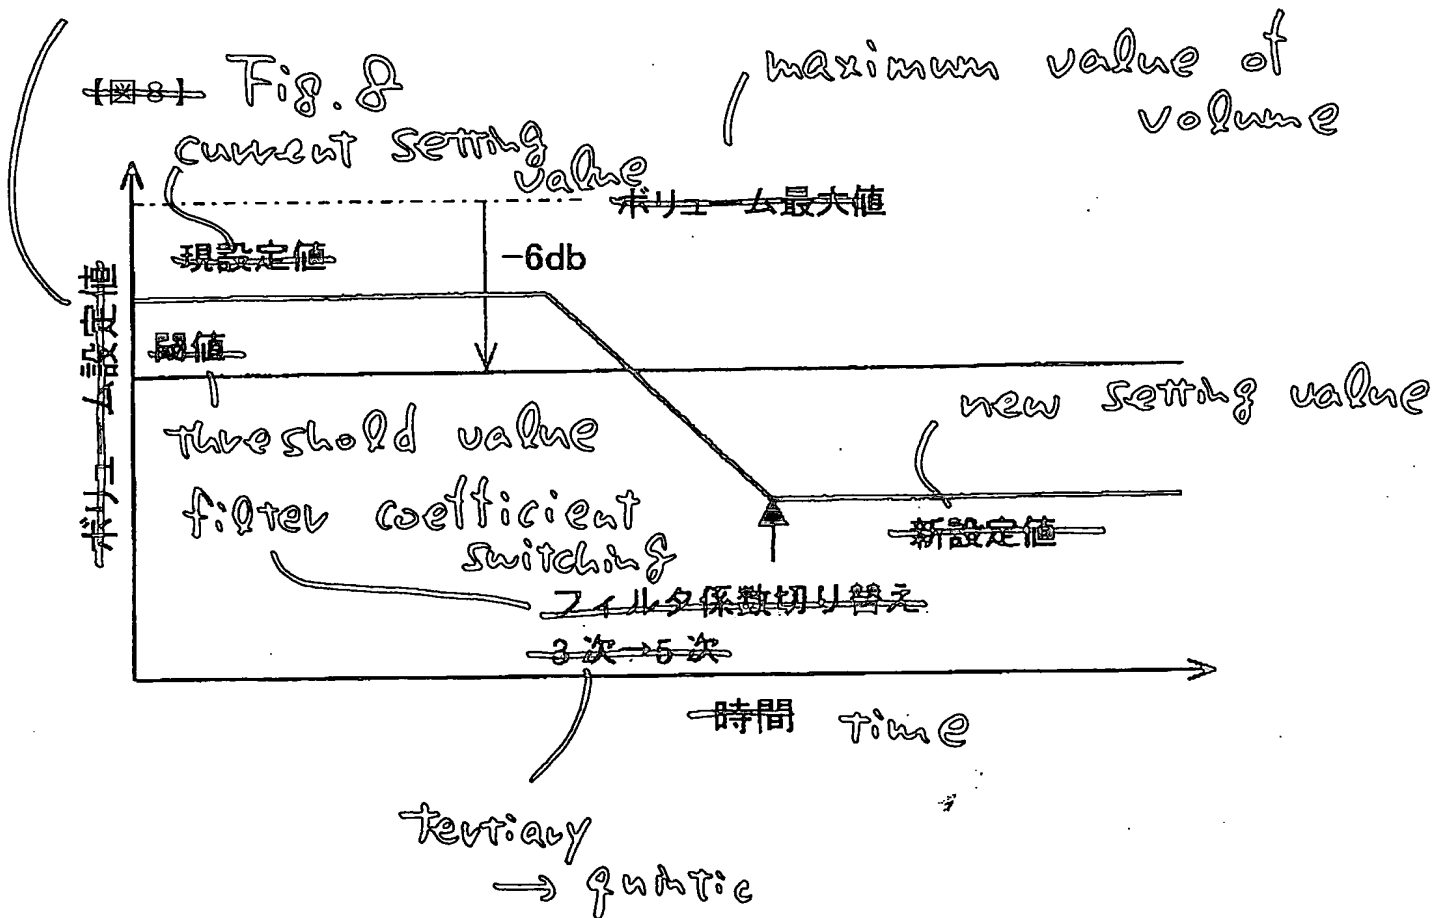 【図8】 Fig. 8
maximum value of
volume
current setting
value
ボリューム最大値
現設定値
-6db
ボリューム設定値
閾値
threshold value
new setting value
filter coefficient
switching
新設定値
フィルタ係数切り替え
3次→5次
時間 time
tertiary
→ quintic